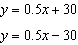 y = 0.5x + 30
y = 0.5x − 30